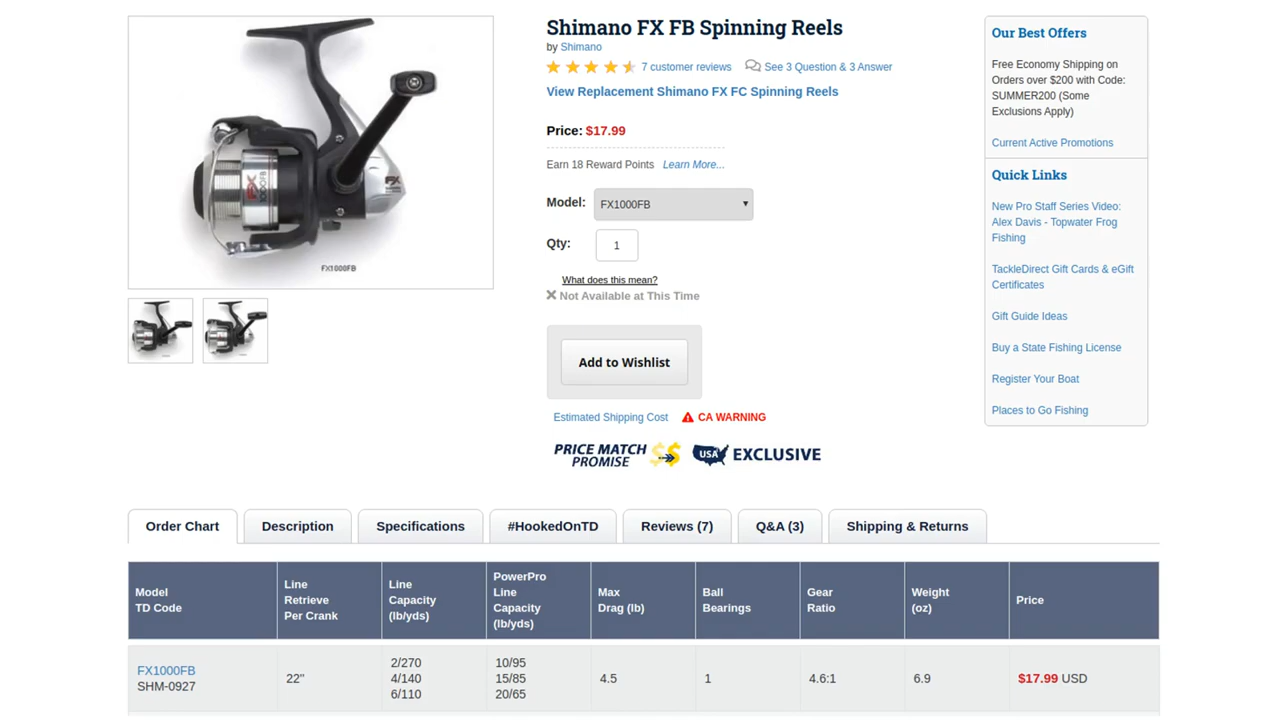 FX
1000FB
FX
FX1000FB
Shimano FX FB Spinning Reels
by Shimano
7 customer reviews See 3 Question & 3 Answer
View Replacement Shimano FX FC Spinning Reels
Price: $17.99
Earn 18 Reward Points Learn More...
Model: FX1000FB
Qty: 1
What does this mean?
Not Available at This Time
Add to Wishlist
Estimated Shipping Cost CA WARNING
PRICE MATCH
PROMISE
USA EXCLUSIVE
Our Best Offers
Free Economy Shipping on
Orders over $200 with Code:
SUMMER200 (Some
Exclusions Apply)
Current Active Promotions
Quick Links
New Pro Staff Series Video:
Alex Davis - Topwater Frog
Fishing
TackleDirect Gift Cards & eGift
Certificates
Gift Guide Ideas
Buy a State Fishing License
Register Your Boat
Places to Go Fishing
Order Chart Description Specifications #HookedOnTD Reviews (7) Q&A (3) Shipping & Returns
Model
TD Code
Line
Retrieve
Per Crank
Line
Capacity
(lb/yds)
PowerPro
Line
Capacity
(lb/yds)
Max
Drag (lb)
Ball
Bearings
Gear
Ratio
Weight
(oz)
Price
FX1000FB
SHM-0927
22"
2/270
4/140
6/110
10/95
15/85
20/65
4.5
1
4.6:1
6.9
$17.99 USD